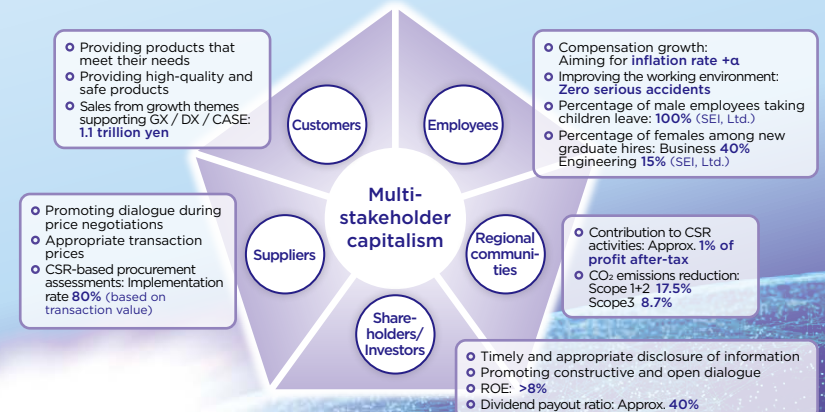 Providing products that
meet their needs
Providing high-quality and
safe products
Sales from growth themes
supporting GX / DX / CASE:
1.1 trillion yen
Customers
Employees
Compensation growth:
Aiming for inflation rate +α
Improving the working environment:
Zero serious accidents
Percentage of male employees taking
children leave: 100% (SEI, Ltd.)
Percentage of females among new
graduate hires: Business 40%
Engineering 15% (SEI, Ltd.)
Multi-
stakeholder
capitalism
Promoting dialogue during
price negotiations
Appropriate transaction
prices
CSR-based procurement
assessments: Implementation
rate 80% (based on
transaction value)
Suppliers
Regional
communi-
ties
Contribution to CSR
activities: Approx. 1% of
profit after-tax
CO₂ emissions reduction:
Scope 1+2 17.5%
Scope3 8.7%
Share-
holders/
Investors
Timely and appropriate disclosure of information
Promoting constructive and open dialogue
ROE: >8%
Dividend payout ratio: Approx. 40%